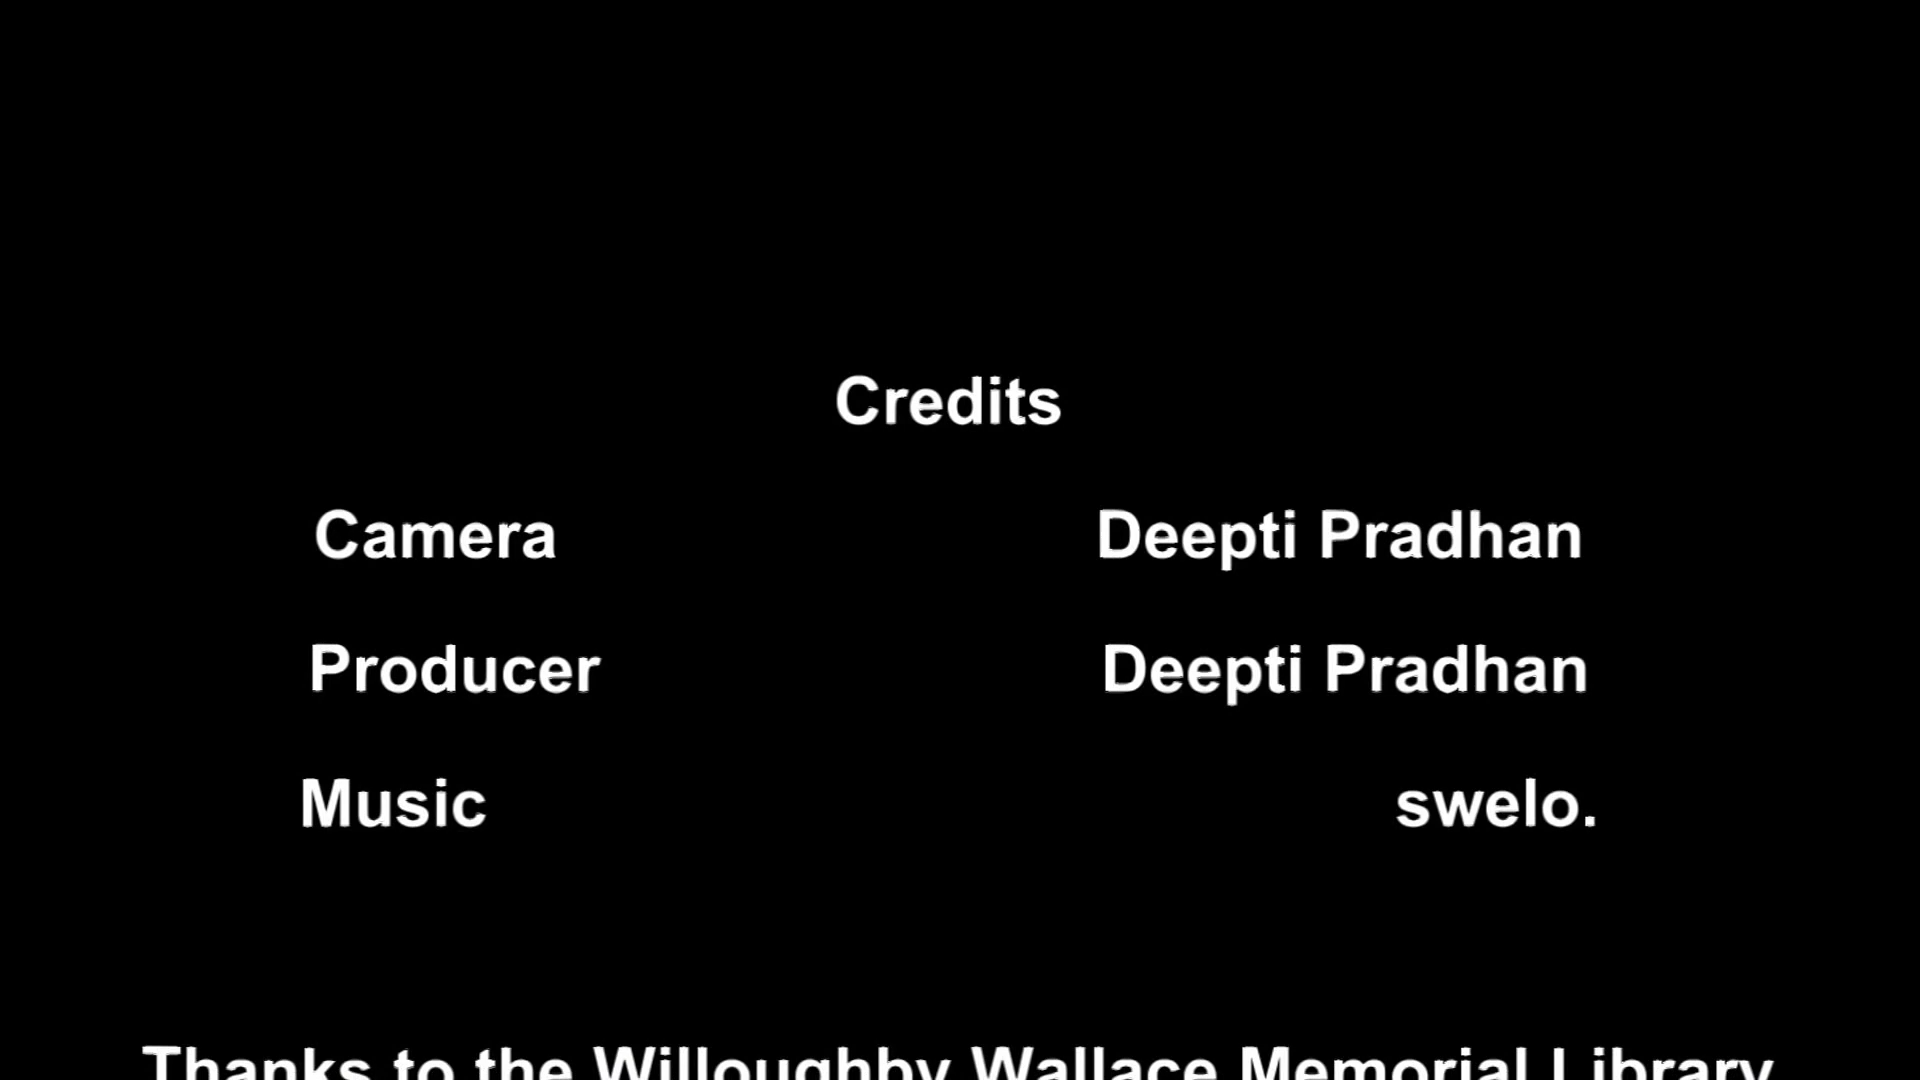 Credits
Camera Deepti Pradhan
Producer Deepti Pradhan
Music swelo.
Thanks to the Willoughby Wallace Memorial Library